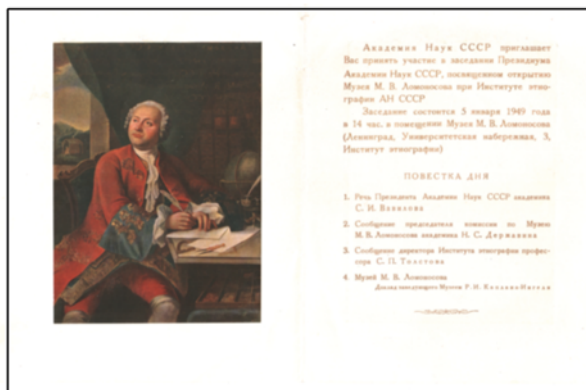 Академия Наук СССР приглашает
Вас принять участие в заседании Президиума
Академии Наук СССР, посвященном открытию
Музея М. В. Ломоносова при Институте этно-
графии АН СССР
Заседание состоится 5 января 1949 года
в 14 час. в помещении Музея М. В. Ломоносова
(Ленинград, Университетская набережная, 3,
Институт этнографии)
ПОВЕСТКА ДНЯ
1. Речь Президента Академии Наук СССР академика
С. И. Вавилова
2. Сообщение председателя комиссии по Музею
М. В. Ломоносова академика Н. С. Державина
3. Сообщение директора Института этнографии профес-
сора С. П. Толстова
4. Музей М. В. Ломоносова
Доклад заведующего Музеем Р. И.